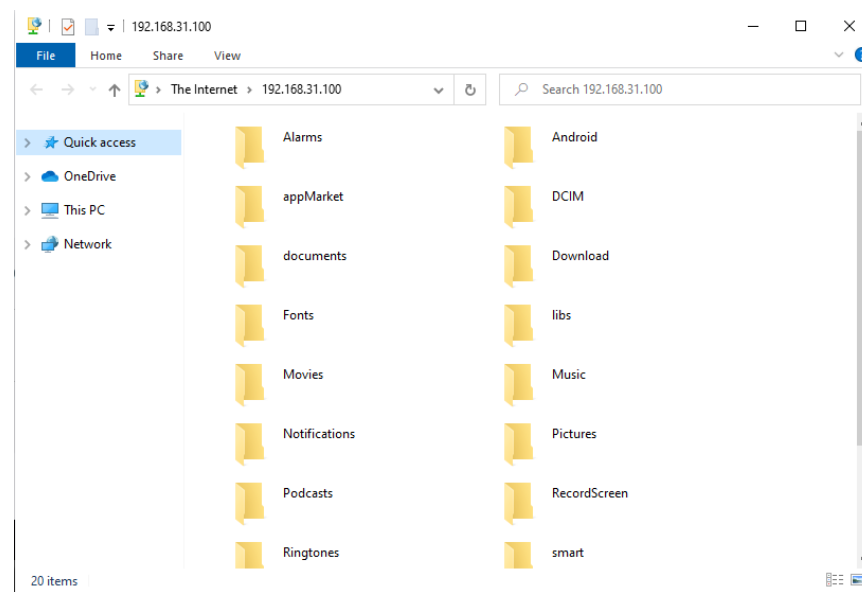 192.168.31.100
File Home Share View
The Internet 192.168.31.100 Search 192.168.31.100
Quick access
OneDrive
This PC
Network
Alarms Android
appMarket DCIM
documents Download
Fonts libs
Movies Music
Notifications Pictures
Podcasts RecordScreen
Ringtones smart
20 items